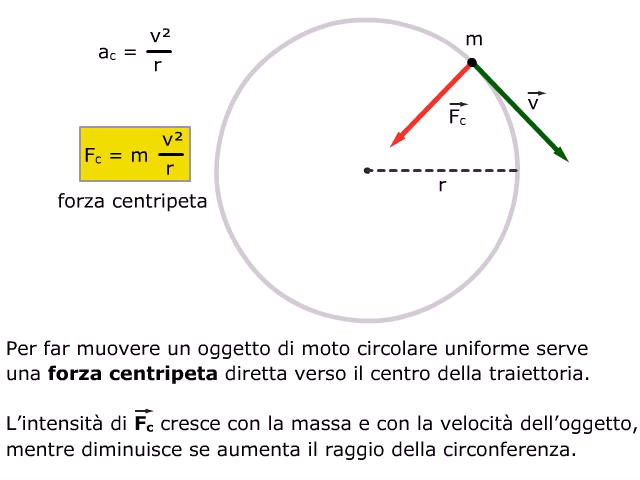 a꜀ = v² / r
m
F꜀ = m v² / r
F꜀
v
r
forza centripeta
Per far muovere un oggetto di moto circolare uniforme serve
una forza centripeta diretta verso il centro della traiettoria.
L'intensità di F꜀ cresce con la massa e con la velocità dell'oggetto,
mentre diminuisce se aumenta il raggio della circonferenza.